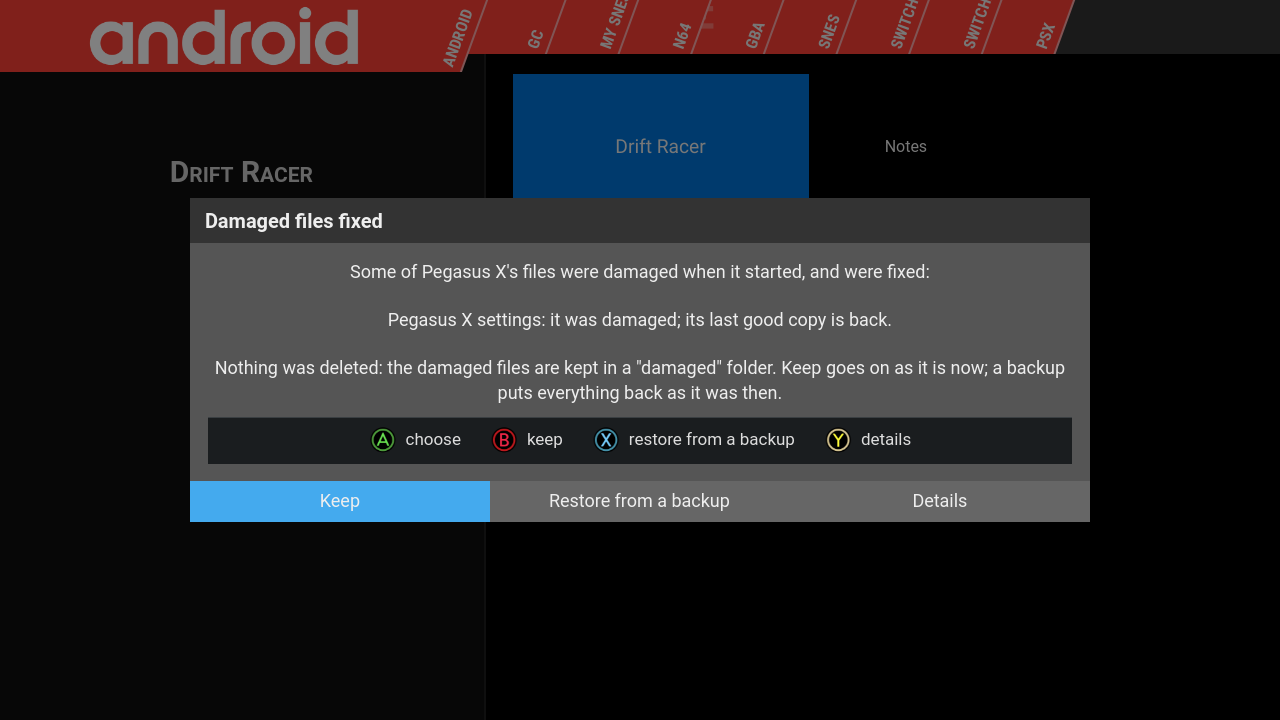 android
ANDROID
GC
MY SNES
N64
GBA
SNES
SWITCH
SWITCH
PSX
Drift Racer
Notes
Drift Racer
Damaged files fixed
Some of Pegasus X's files were damaged when it started, and were fixed:
Pegasus X settings: it was damaged; its last good copy is back.
Nothing was deleted: the damaged files are kept in a "damaged" folder. Keep goes on as it is now; a backup
puts everything back as it was then.
A choose B keep X restore from a backup Y details
Keep
Restore from a backup
Details